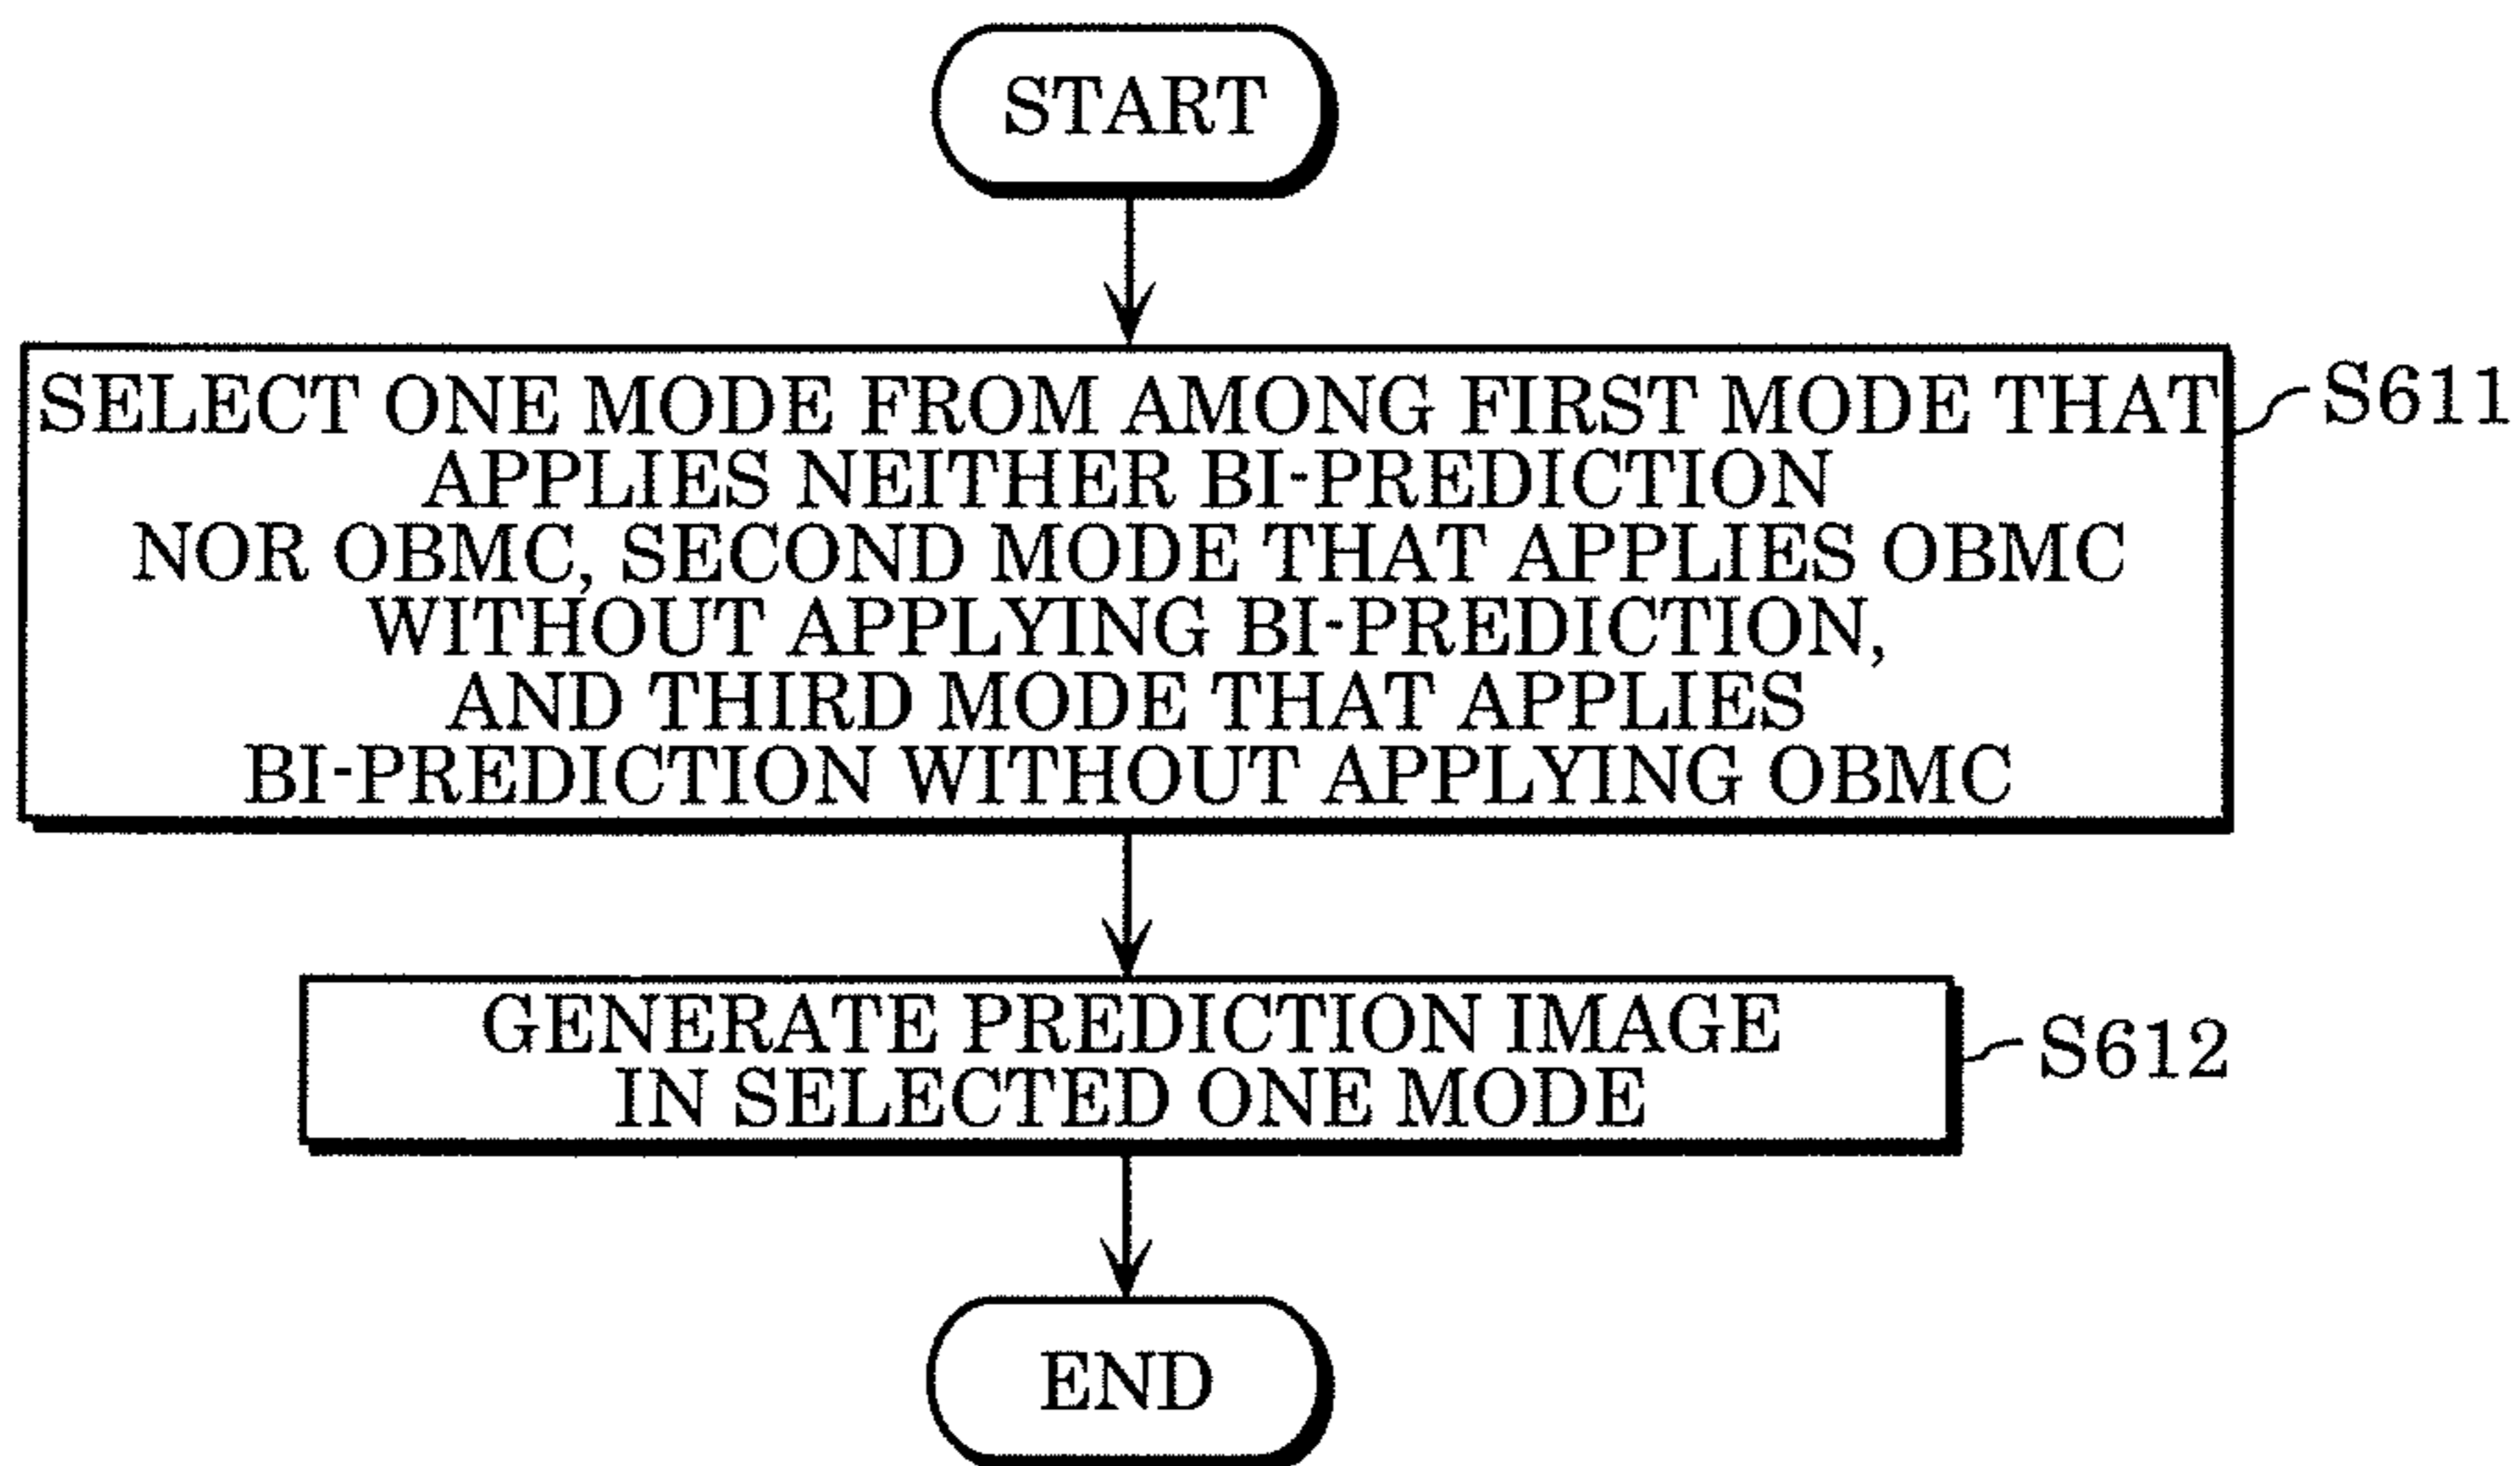 START
SELECT ONE MODE FROM AMONG FIRST MODE THAT
APPLIES NEITHER BI-PREDICTION
NOR OBMC, SECOND MODE THAT APPLIES OBMC
WITHOUT APPLYING BI-PREDICTION,
AND THIRD MODE THAT APPLIES
BI-PREDICTION WITHOUT APPLYING OBMC
S611
GENERATE PREDICTION IMAGE
IN SELECTED ONE MODE
S612
END